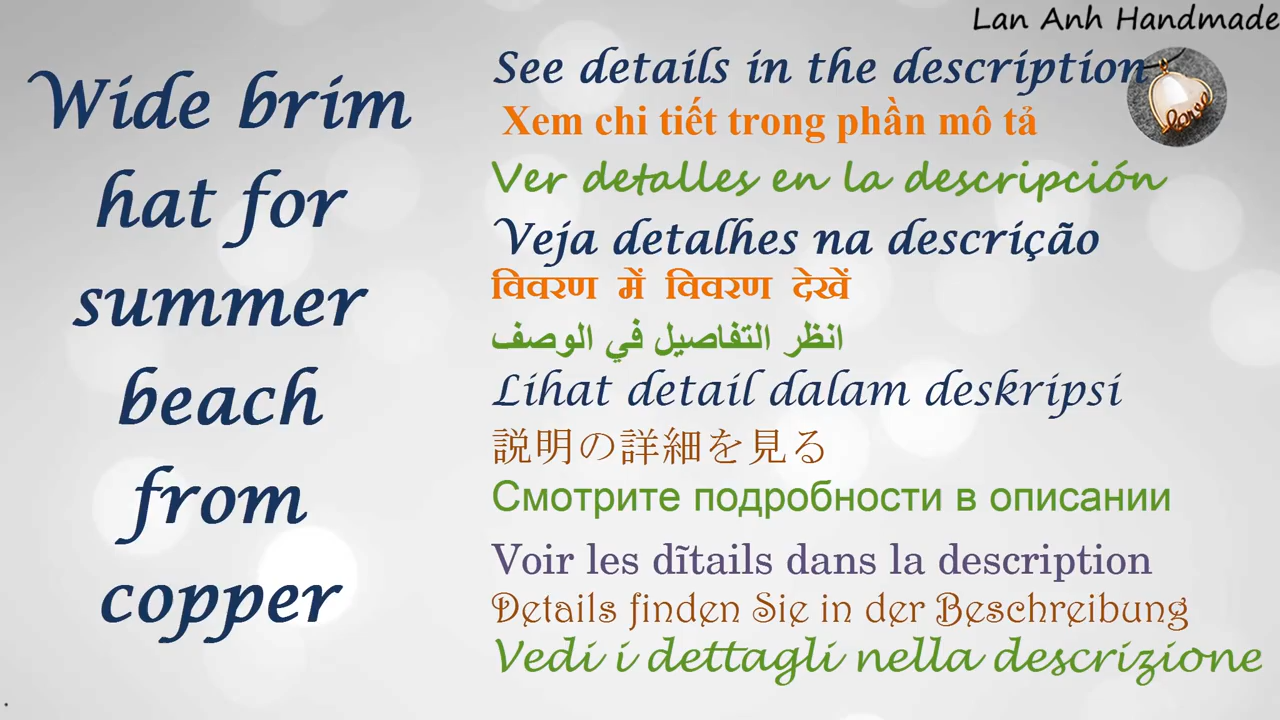 Lan Anh Handmade
Wide brim
hat for
summer
beach
from
copper
See details in the description
Xem chi tiết trong phần mô tả
Ver detalles en la descripción
Veja detalhes na descrição
विवरण में विवरण देखें
انظر التفاصيل في الوصف
Lihat detail dalam deskripsi
説明の詳細を見る
Смотрите подробности в описании
Voir les dĩtails dans la description
Details finden Sie in der Beschreibung
Vedi i dettagli nella descrizione